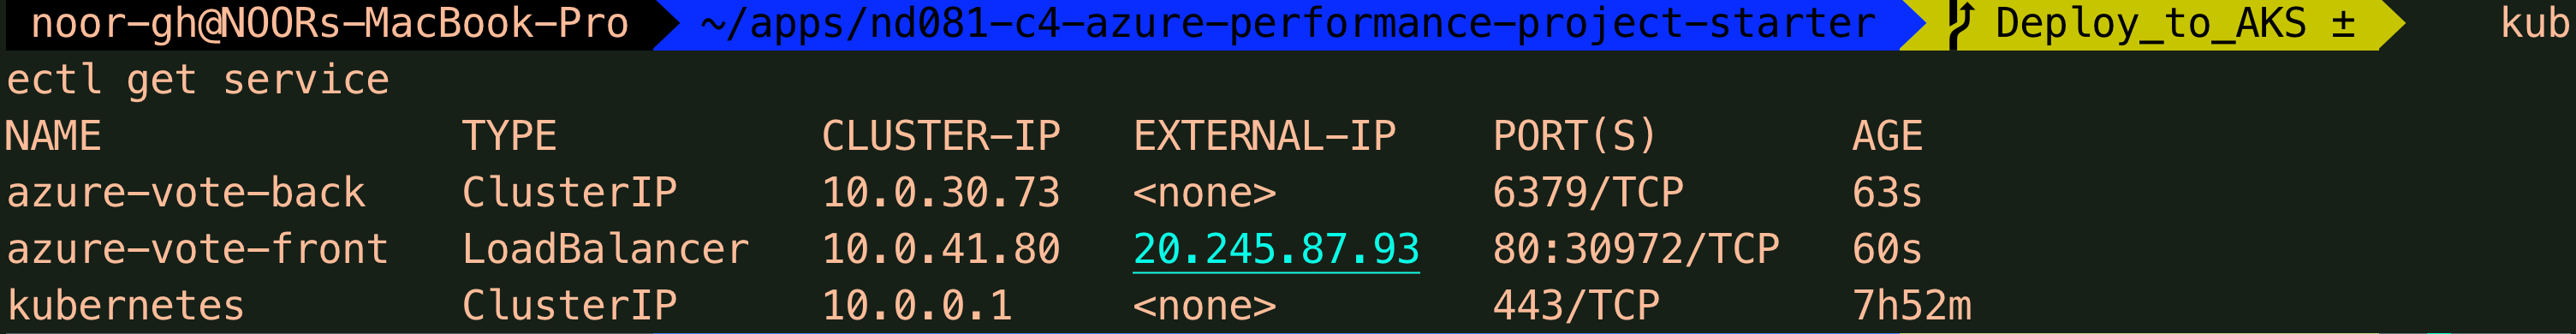 noor-gh@NOORs-MacBook-Pro ~/apps/nd081-c4-azure-performance-project-starter Deploy_to_AKS ± kub
ectl get service
NAME TYPE CLUSTER-IP EXTERNAL-IP PORT(S) AGE
azure-vote-back ClusterIP 10.0.30.73 <none> 6379/TCP 63s
azure-vote-front LoadBalancer 10.0.41.80 20.245.87.93 80:30972/TCP 60s
kubernetes ClusterIP 10.0.0.1 <none> 443/TCP 7h52m